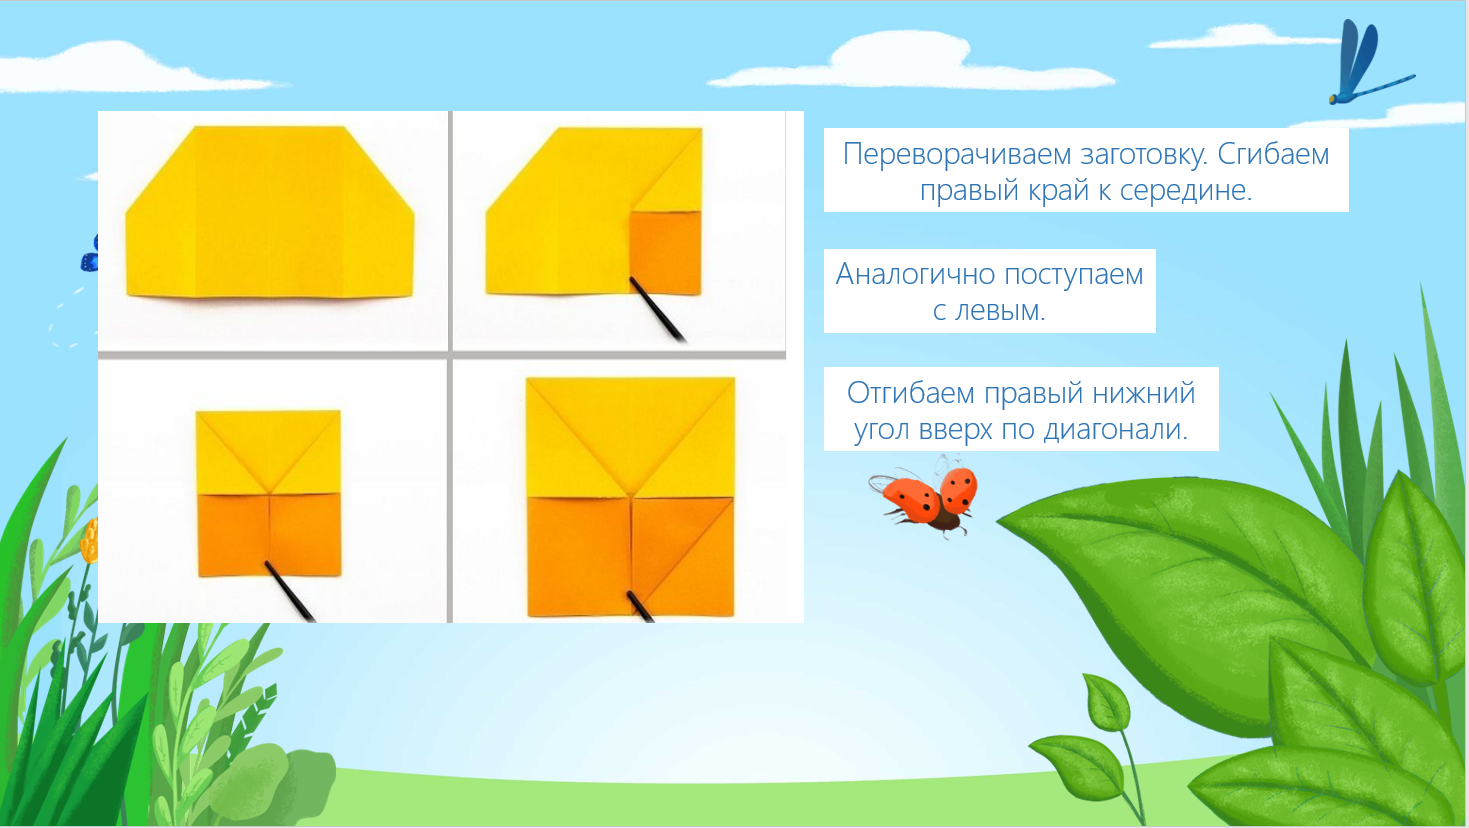 Переворачиваем заготовку. Сгибаем
правый край к середине.
Аналогично поступаем
с левым.
Отгибаем правый нижний
угол вверх по диагонали.